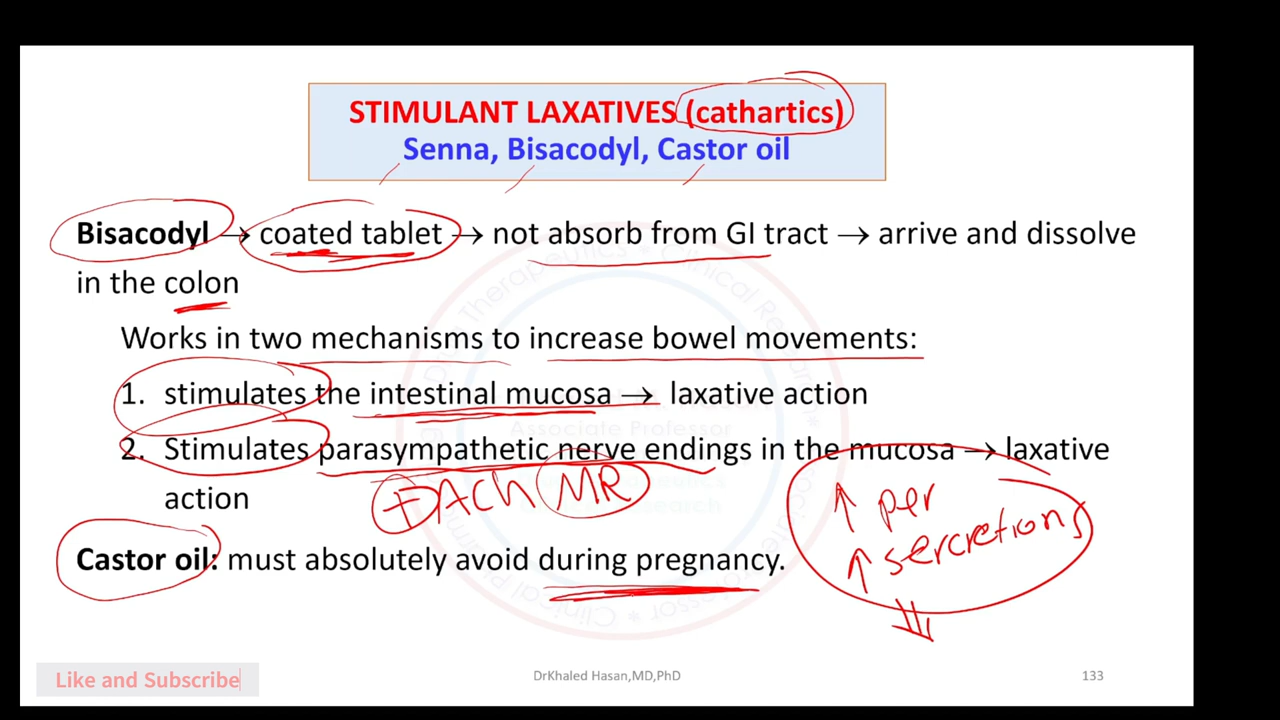 STIMULANT LAXATIVES (cathartics)
Senna, Bisacodyl, Castor oil
Bisacodyl → coated tablet → not absorb from GI tract → arrive and dissolve
in the colon
Works in two mechanisms to increase bowel movements:
1. stimulates the intestinal mucosa → laxative action
2. Stimulates parasympathetic nerve endings in the mucosa → laxative
action
+ ACh MR
↑ per
↑ sercretions
Castor oil: must absolutely avoid during pregnancy.
Like and Subscribe
DrKhaled Hasan,MD,PhD
133